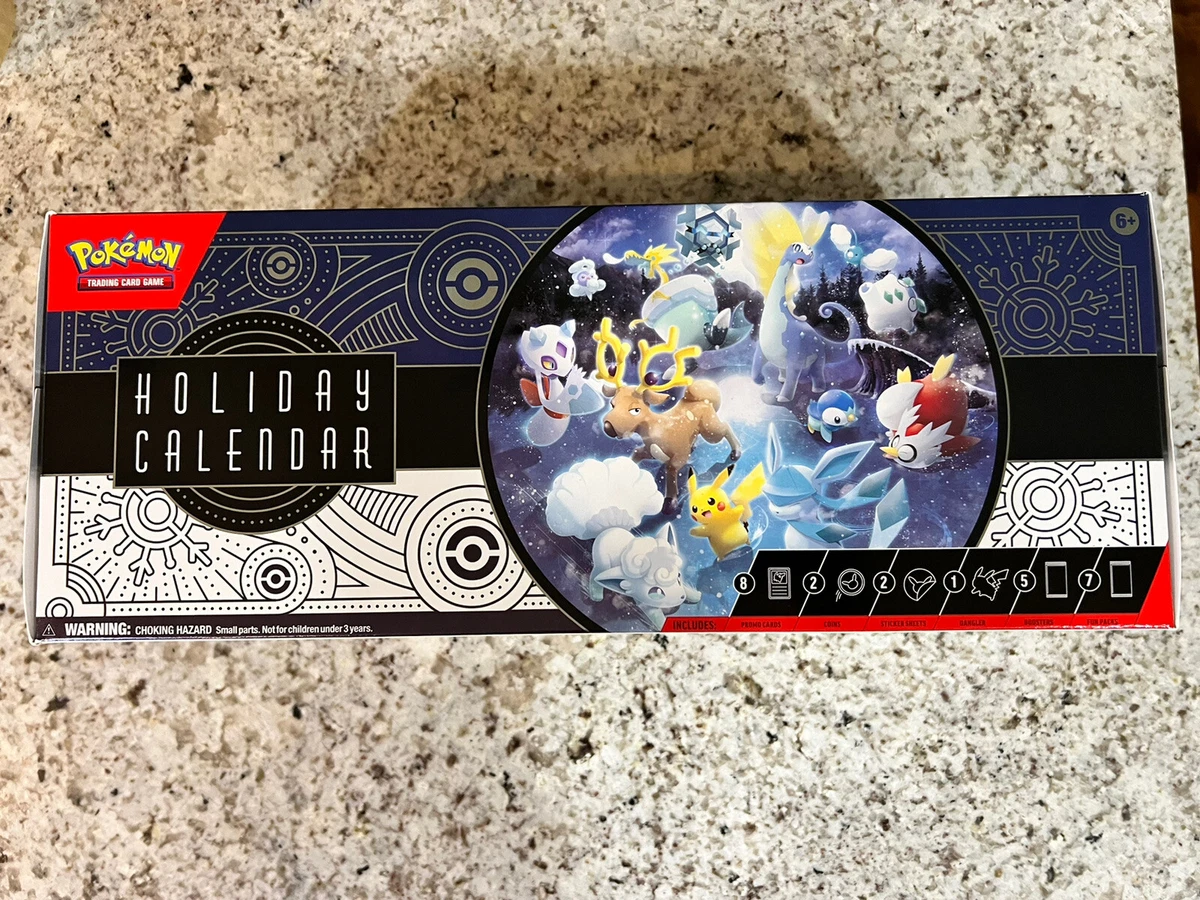 POKéMON
TRADING CARD GAME
6+
HOLIDAY
CALENDAR
8 2 2 1 5 7
INCLUDES: PROMO CARDS COINS STICKER SHEETS DANGLER BOOSTERS FUN PACKS
WARNING: CHOKING HAZARD Small parts. Not for children under 3 years.